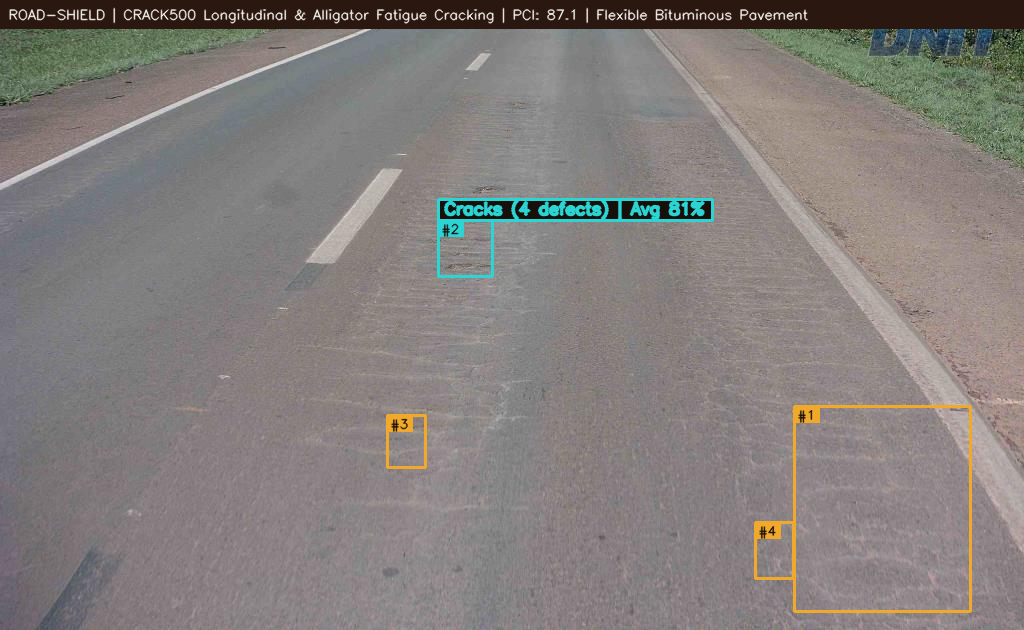 ROAD-SHIELD | CRACK500 Longitudinal & Alligator Fatigue Cracking | PCI: 87.1 | Flexible Bituminous Pavement
DNIT
Cracks (4 defects) | Avg 81%
#2
#1
#3
#4